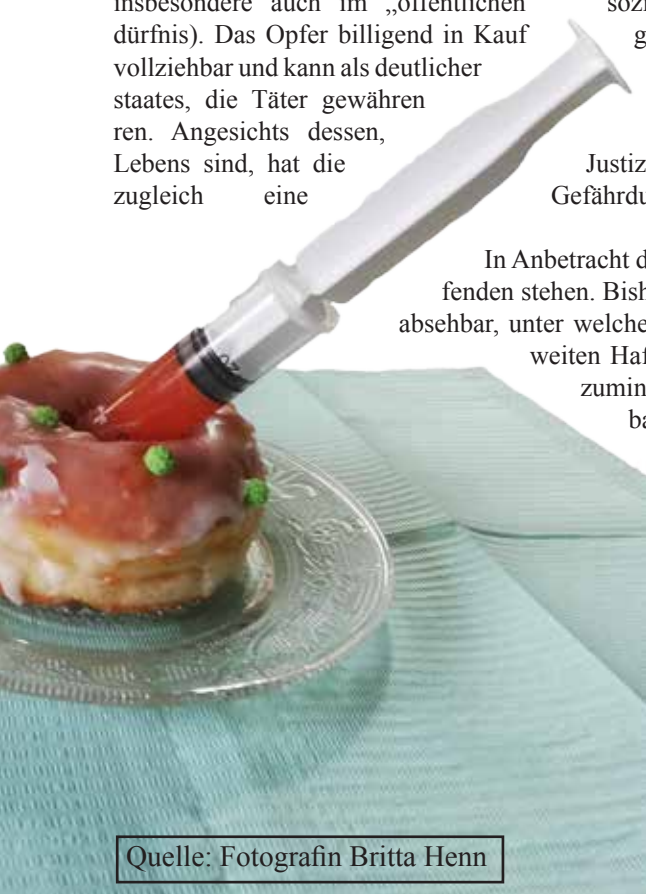 insbesondere auch im „öffentlichen
dürfnis). Das Opfer billigend in Kauf
vollziehbar und kann als deutlicher
staates, die Täter gewähren
ren. Angesichts dessen,
Lebens sind, hat die
zugleich eine
sozi
g
Justiz
Gefährdu
In Anbetracht d
fenden stehen. Bish
absehbar, unter welche
weiten Haf
zumin
ba
Quelle: Fotografin Britta Henn